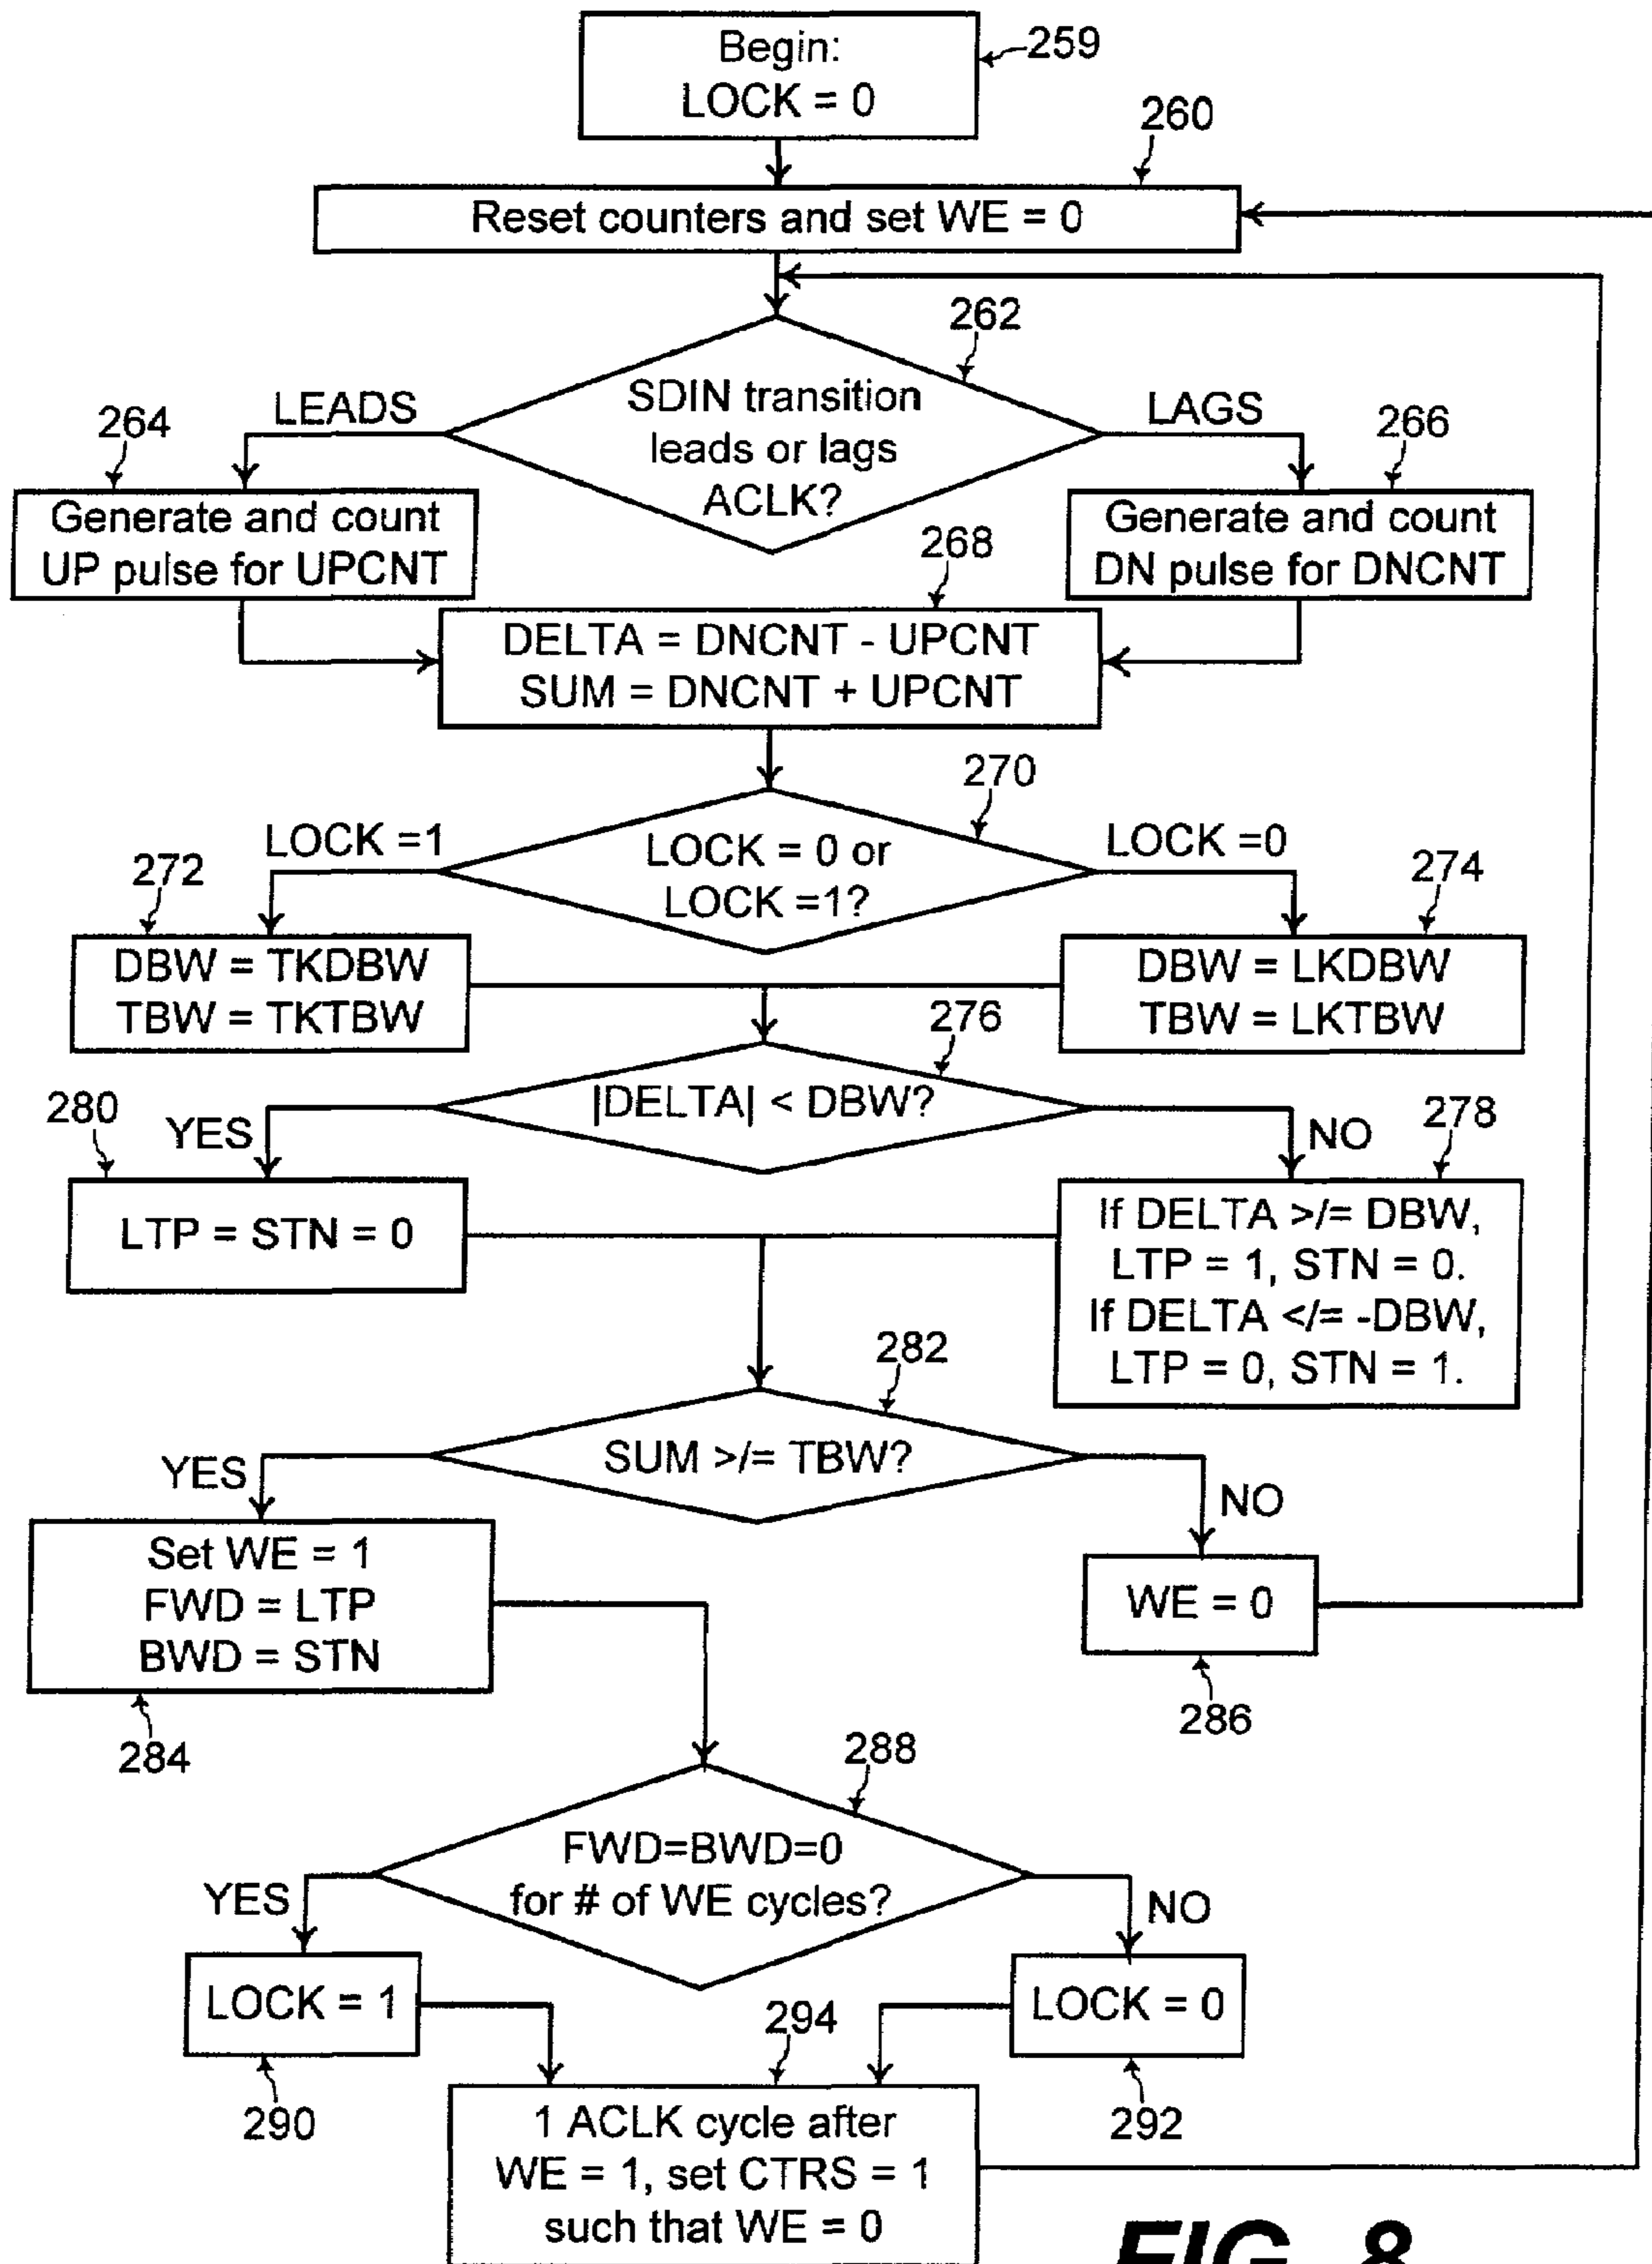 Begin:
LOCK = 0
259
260
Reset counters and set WE = 0
262
SDIN transition
leads or lags
ACLK?
LEADS
LAGS
264
266
Generate and count
UP pulse for UPCNT
Generate and count
DN pulse for DNCNT
268
DELTA = DNCNT - UPCNT
SUM = DNCNT + UPCNT
270
LOCK =1
LOCK = 0 or
LOCK =1?
LOCK =0
272
274
DBW = TKDBW
TBW = TKTBW
DBW = LKDBW
TBW = LKTBW
276
|DELTA| < DBW?
280
YES
NO
278
LTP = STN = 0
If DELTA >/= DBW,
LTP = 1, STN = 0.
If DELTA </= -DBW,
LTP = 0, STN = 1.
282
SUM >/= TBW?
YES
NO
Set WE = 1
FWD = LTP
BWD = STN
284
WE = 0
286
288
FWD=BWD=0
for # of WE cycles?
YES
NO
LOCK = 1
290
LOCK = 0
292
294
1 ACLK cycle after
WE = 1, set CTRS = 1
such that WE = 0
FIG. 8